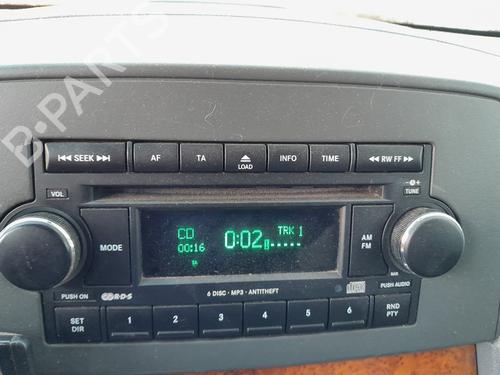 B-PARTS
SEEK AF TA LOAD INFO TIME RW FF
VOL TUNE
MODE CD 00:16 0:02 TRK 1 TA AM FM
PUSH ON R·D·S 6 DISC · MP3 · ANTITHEFT PUSH AUDIO
SET DIR 1 2 3 4 5 6 RND PTY